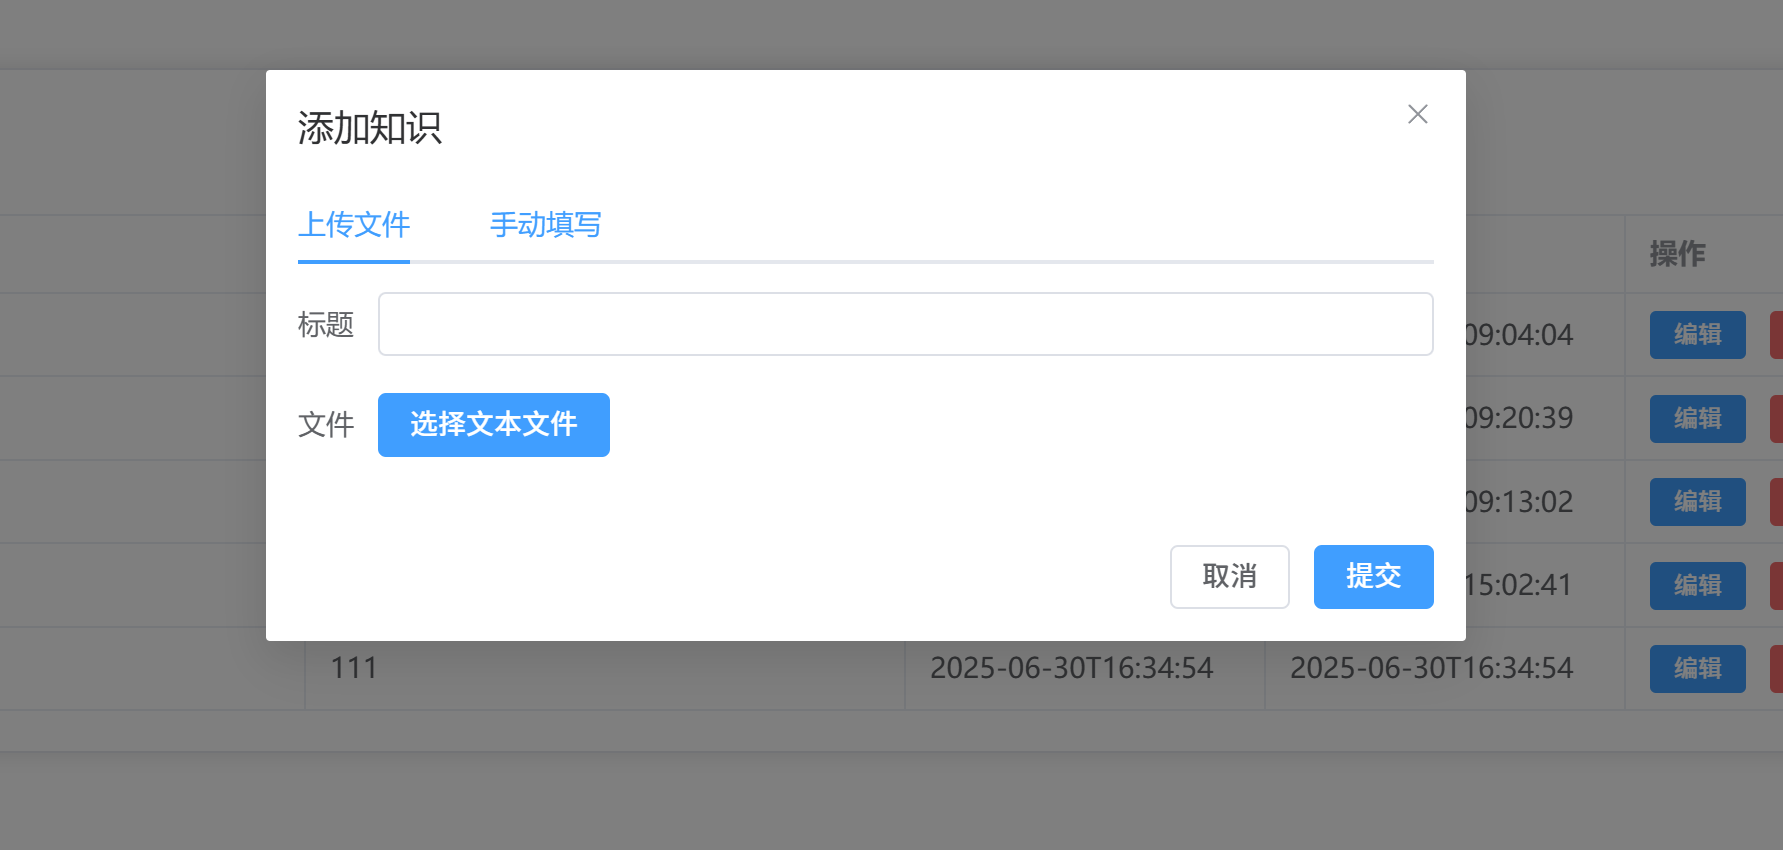 添加知识
上传文件 手动填写
操作
标题
09:04:04 编辑
文件 选择文本文件
09:20:39 编辑
09:13:02 编辑
取消 提交
15:02:41 编辑
111 2025-06-30T16:34:54 2025-06-30T16:34:54 编辑